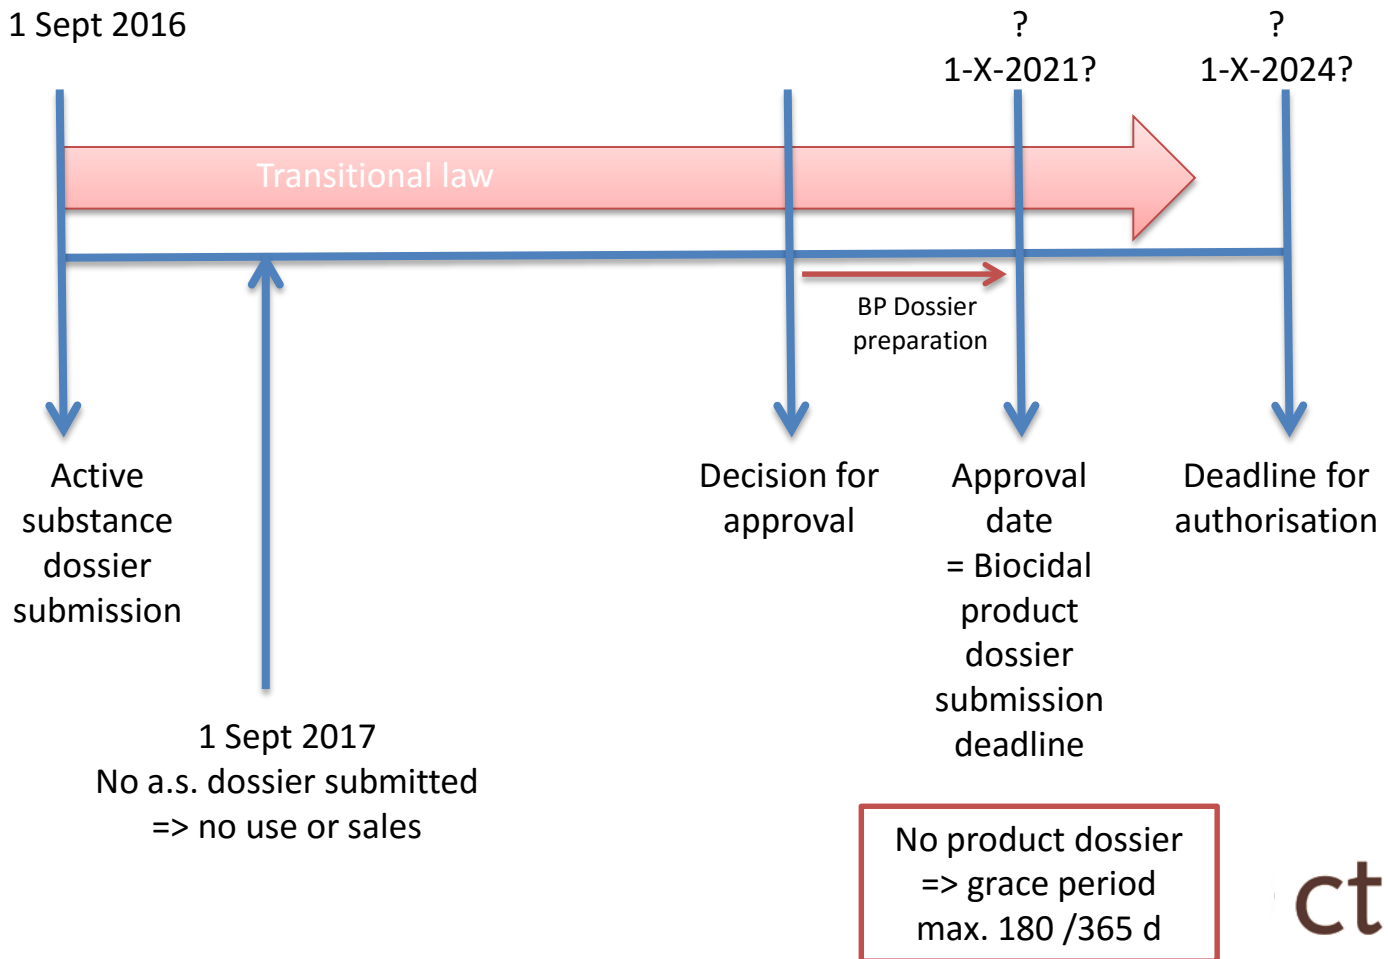 1 Sept 2016
?
1-X-2021?
?
1-X-2024?
Transitional law
BP Dossier
preparation
Active
substance
dossier
submission
Decision for
approval
Approval
date
= Biocidal
product
dossier
submission
deadline
Deadline for
authorisation
1 Sept 2017
No a.s. dossier submitted
=> no use or sales
No product dossier
=> grace period
max. 180 /365 d
ct